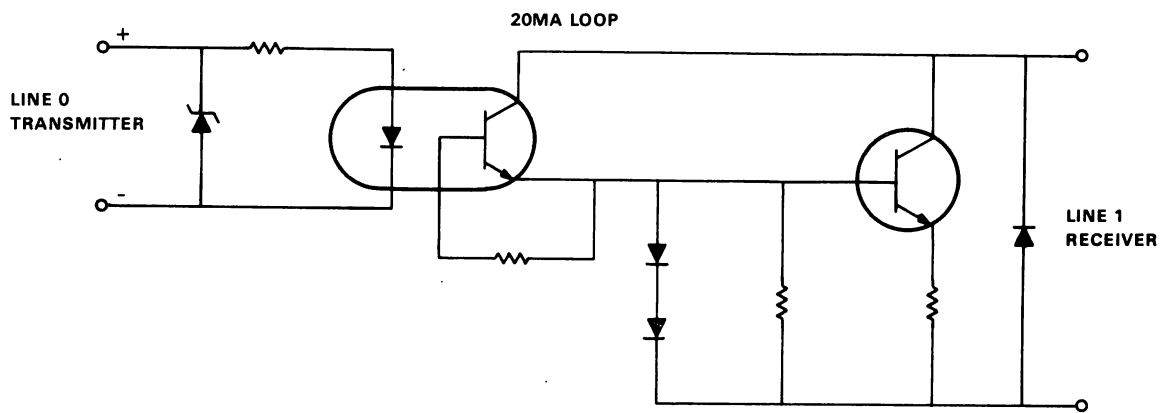 20MA LOOP
+
LINE 0
TRANSMITTER
-
LINE 1
RECEIVER